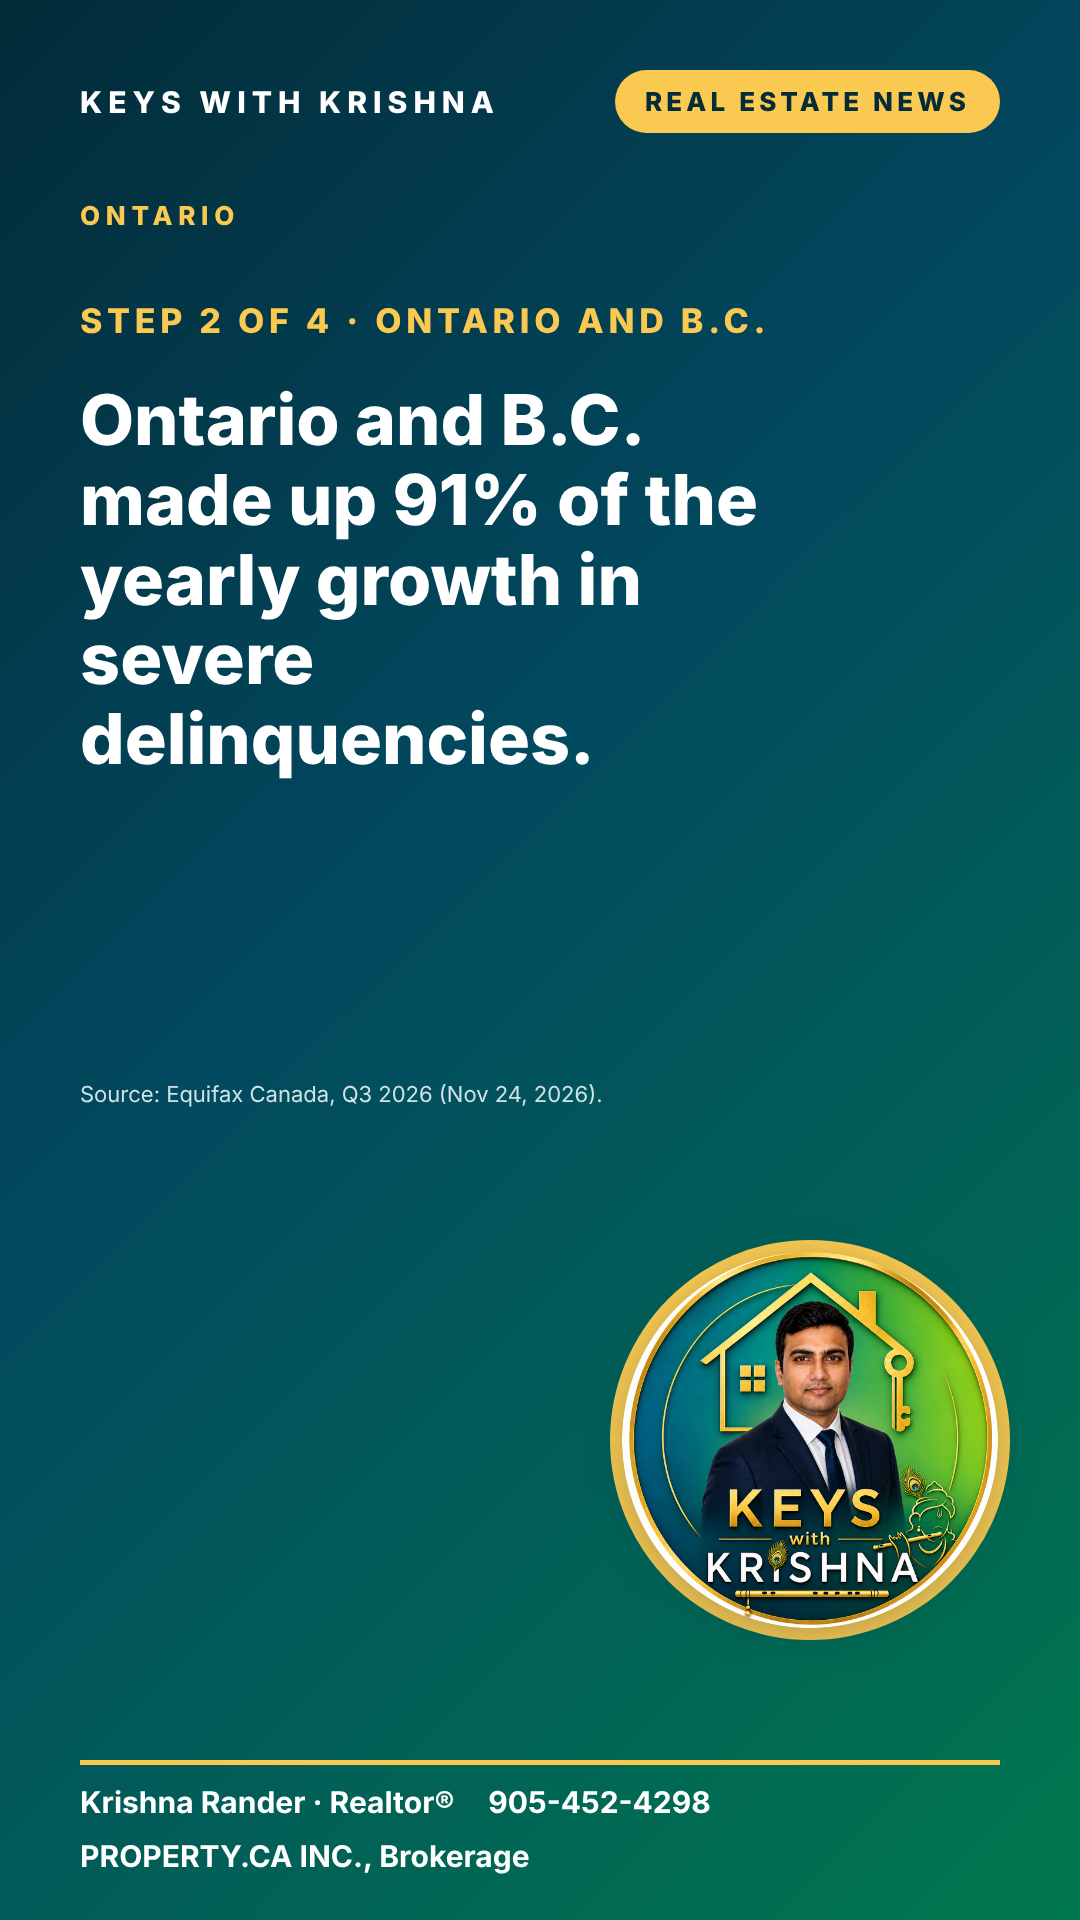 KEYS WITH KRISHNA
REAL ESTATE NEWS
ONTARIO
STEP 2 OF 4 · ONTARIO AND B.C.
Ontario and B.C.
made up 91% of the
yearly growth in
severe
delinquencies.
Source: Equifax Canada, Q3 2026 (Nov 24, 2026).
KEYS
with
KRISHNA
Krishna Rander · Realtor® 905-452-4298
PROPERTY.CA INC., Brokerage